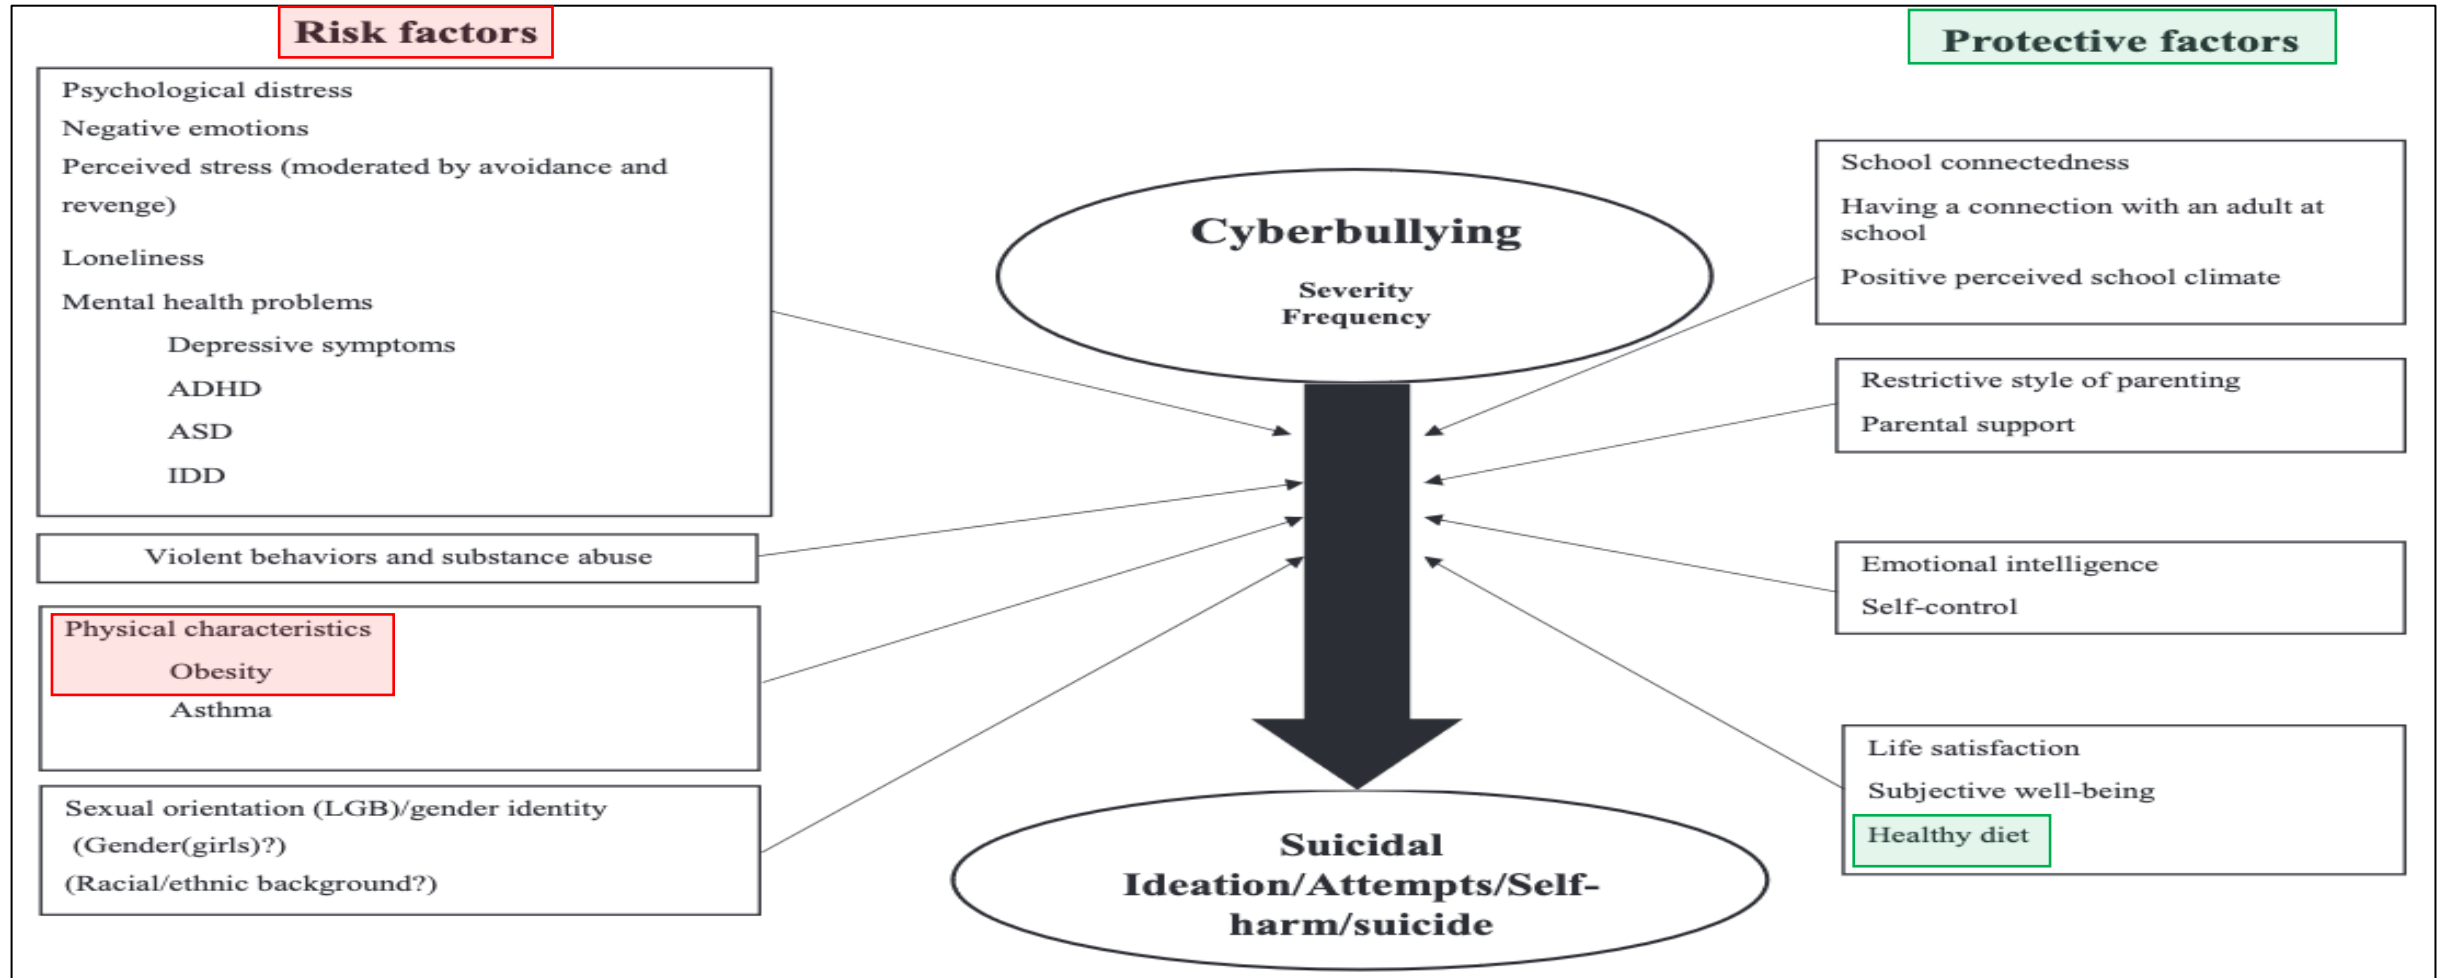 Risk factors
Psychological distress
Negative emotions
Perceived stress (moderated by avoidance and
revenge)
Loneliness
Mental health problems
Depressive symptoms
ADHD
ASD
IDD
Violent behaviors and substance abuse
Physical characteristics
Obesity
Asthma
Sexual orientation (LGB)/gender identity
(Gender(girls)?)
(Racial/ethnic background?)
Cyberbullying
Severity
Frequency
Suicidal
Ideation/Attempts/Self-
harm/suicide
Protective factors
School connectedness
Having a connection with an adult at
school
Positive perceived school climate
Restrictive style of parenting
Parental support
Emotional intelligence
Self-control
Life satisfaction
Subjective well-being
Healthy diet